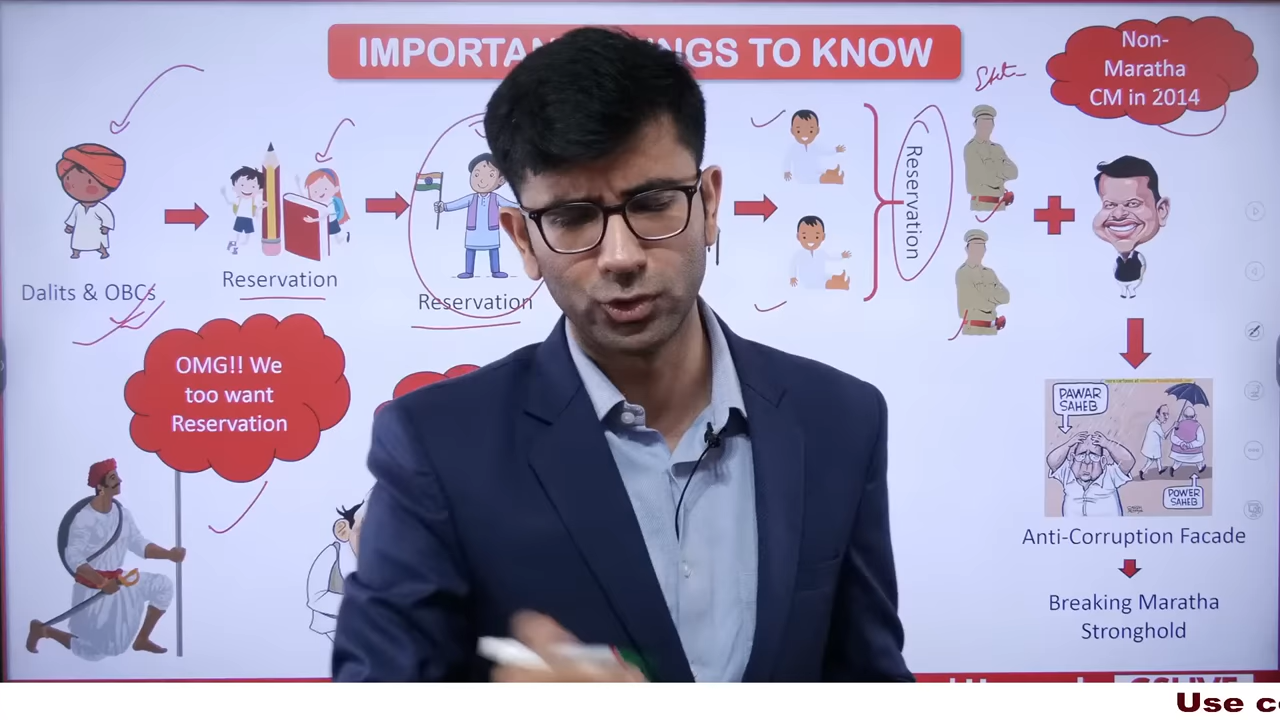 IMPORTAN NGS TO KNOW
Non-
Maratha
CM in 2014
State
Reservation
Dalits & OBCs
Reservation
Reservation
OMG!! We
too want
Reservation
PAWAR
SAHEB
POWER
SAHEB
Anti-Corruption Facade
Breaking Maratha
Stronghold
Use c